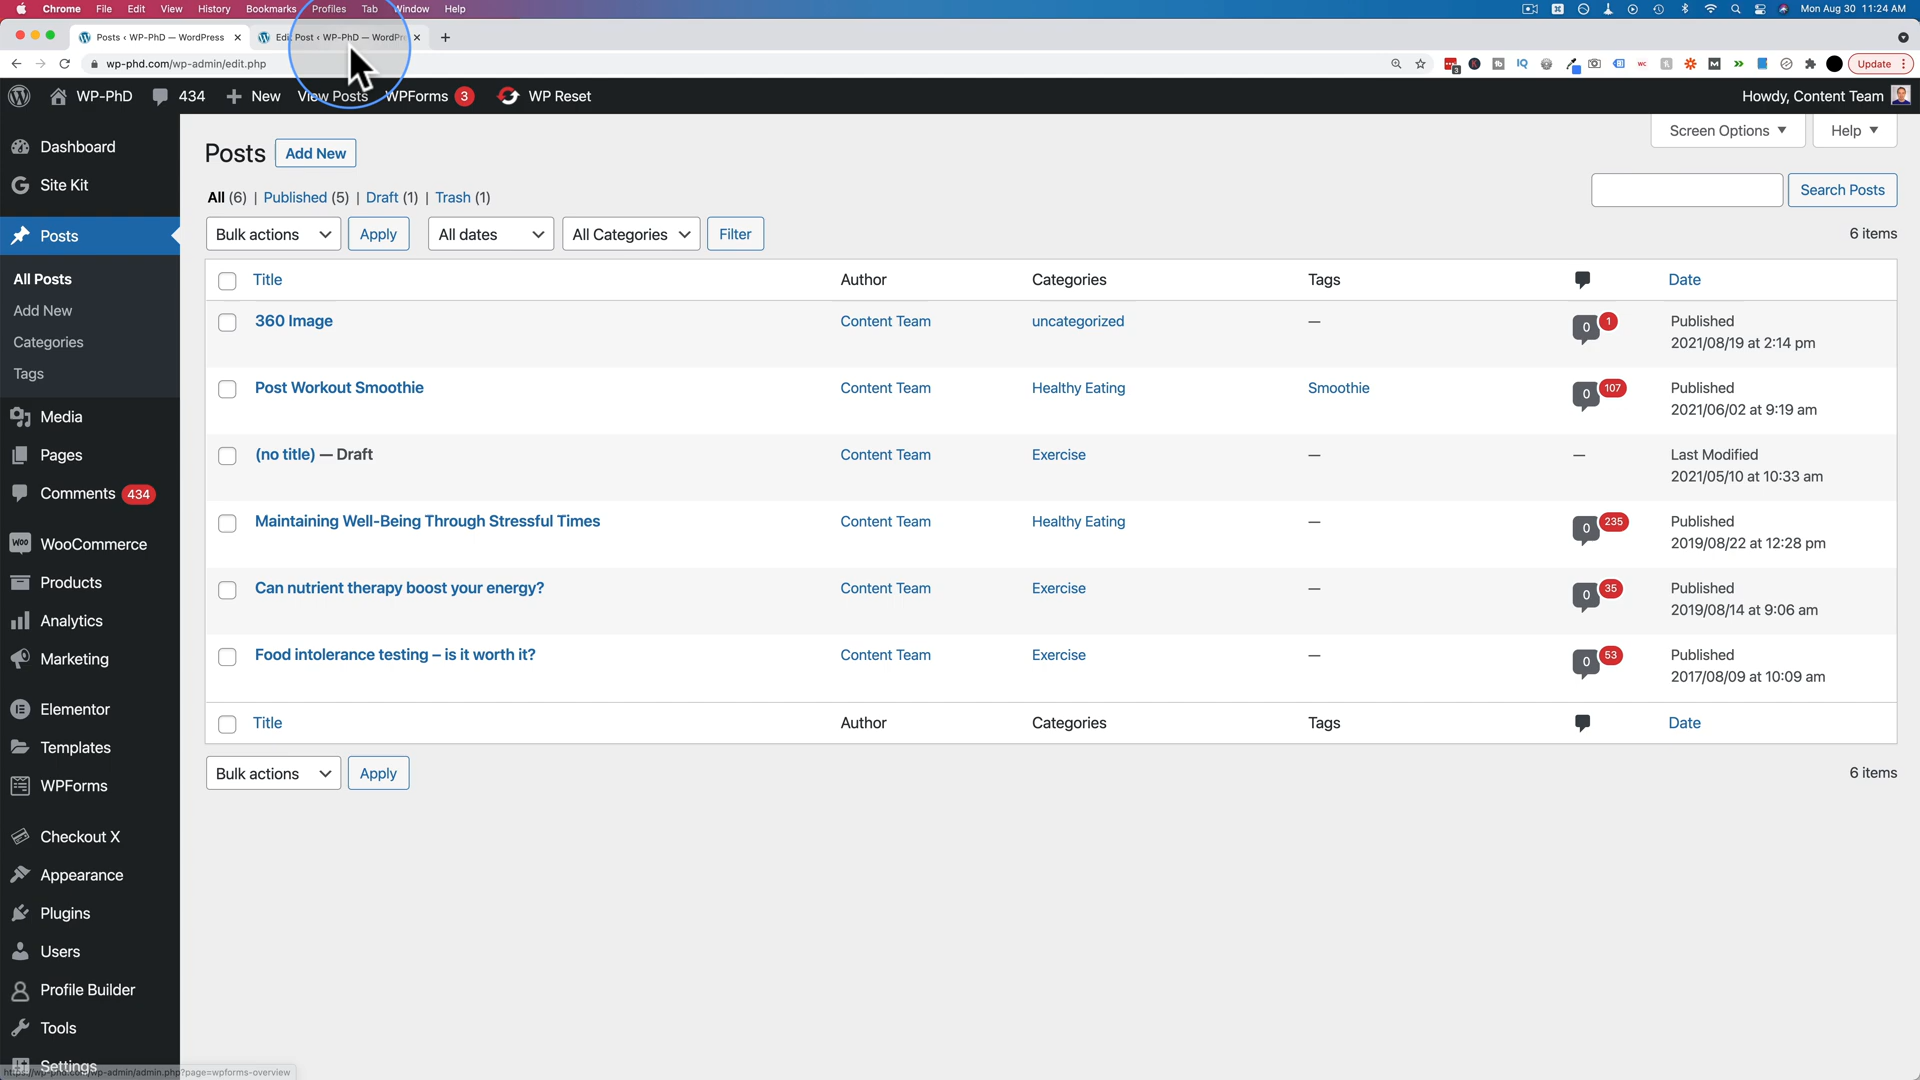 Chrome File Edit View History Bookmarks Profiles Tab Window Help Mon Aug 30 11:24 AM
Posts ‹ WP-PhD — WordPress Edit Post ‹ WP-PhD — WordPr
wp-phd.com/wp-admin/edit.php Update
WP-PhD 434 New View Posts WPForms 3 WP Reset Howdy, Content Team
Screen Options Help
Dashboard
Site Kit
Posts
All Posts
Add New
Categories
Tags
Media
Pages
Comments 434
WooCommerce
Products
Analytics
Marketing
Elementor
Templates
WPForms
Checkout X
Appearance
Plugins
Users
Profile Builder
Tools
Settings
Posts Add New
All (6) | Published (5) | Draft (1) | Trash (1)
Search Posts
Bulk actions Apply All dates All Categories Filter 6 items
Title Author Categories Tags Date
360 Image Content Team uncategorized — 0 1 Published
2021/08/19 at 2:14 pm
Post Workout Smoothie Content Team Healthy Eating Smoothie 0 107 Published
2021/06/02 at 9:19 am
(no title) — Draft Content Team Exercise — — Last Modified
2021/05/10 at 10:33 am
Maintaining Well-Being Through Stressful Times Content Team Healthy Eating — 0 235 Published
2019/08/22 at 12:28 pm
Can nutrient therapy boost your energy? Content Team Exercise — 0 35 Published
2019/08/14 at 9:06 am
Food intolerance testing – is it worth it? Content Team Exercise — 0 53 Published
2017/08/09 at 10:09 am
Title Author Categories Tags Date
Bulk actions Apply 6 items
https://wp-phd.com/wp-admin/admin.php?page=wpforms-overview